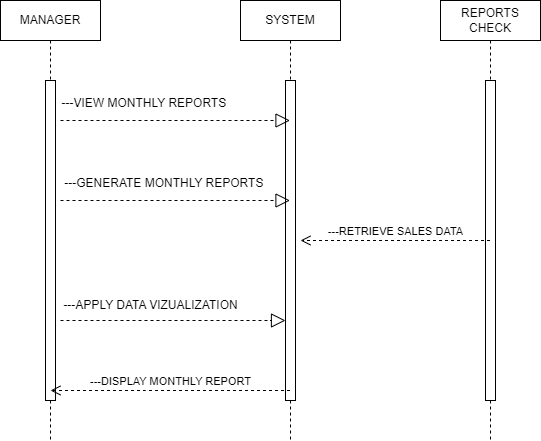 MANAGER
SYSTEM
REPORTS
CHECK
---VIEW MONTHLY REPORTS
---GENERATE MONTHLY REPORTS
---RETRIEVE SALES DATA
---APPLY DATA VIZUALIZATION
---DISPLAY MONTHLY REPORT